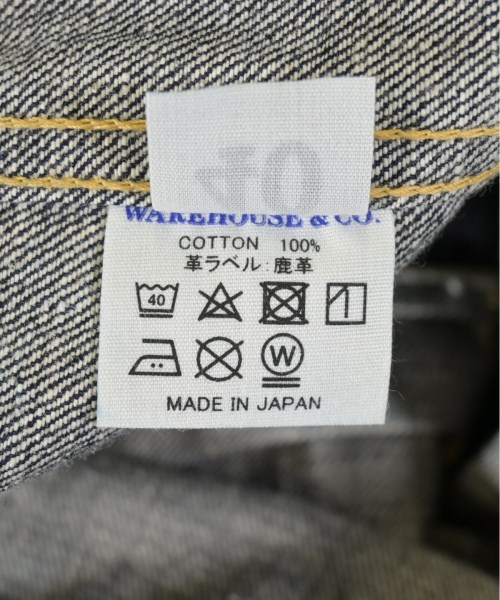 40
WAREHOUSE & CO.
COTTON 100%
革ラベル:鹿革
40
W
MADE IN JAPAN